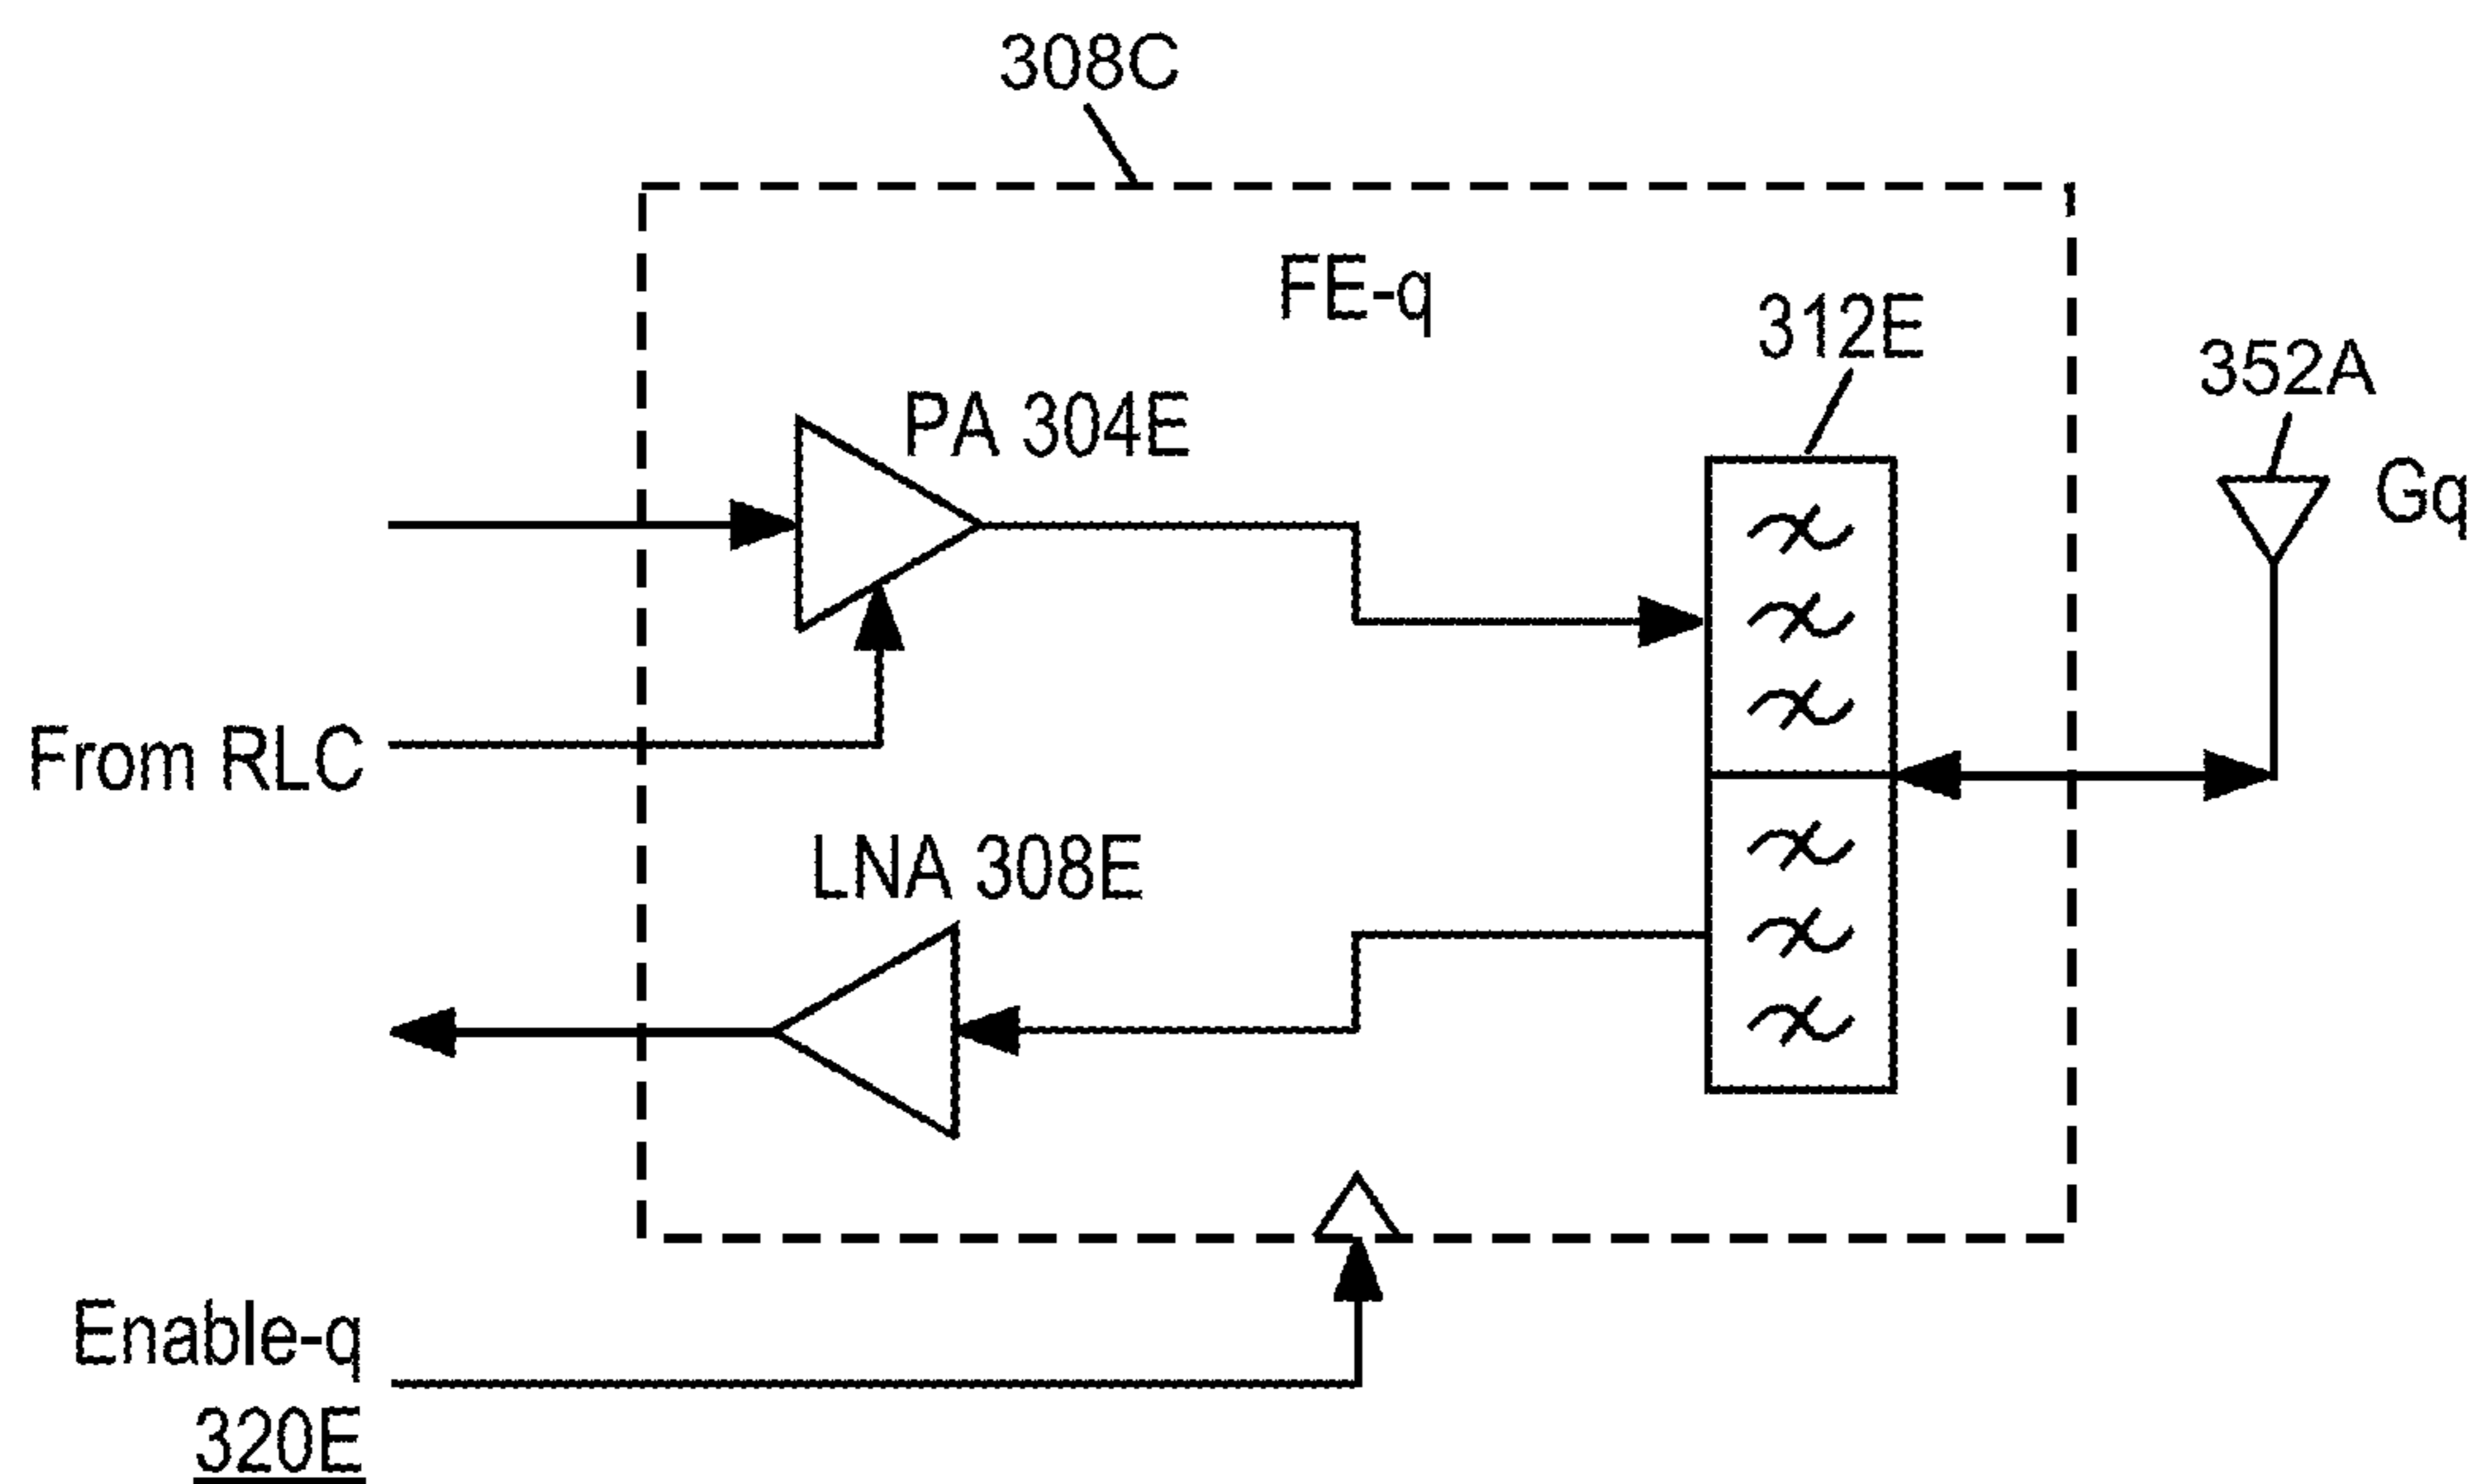 308C
FE-q
312E
352A
PA 304E
Gq
From RLC
LNA 308E
Enable-q
320E